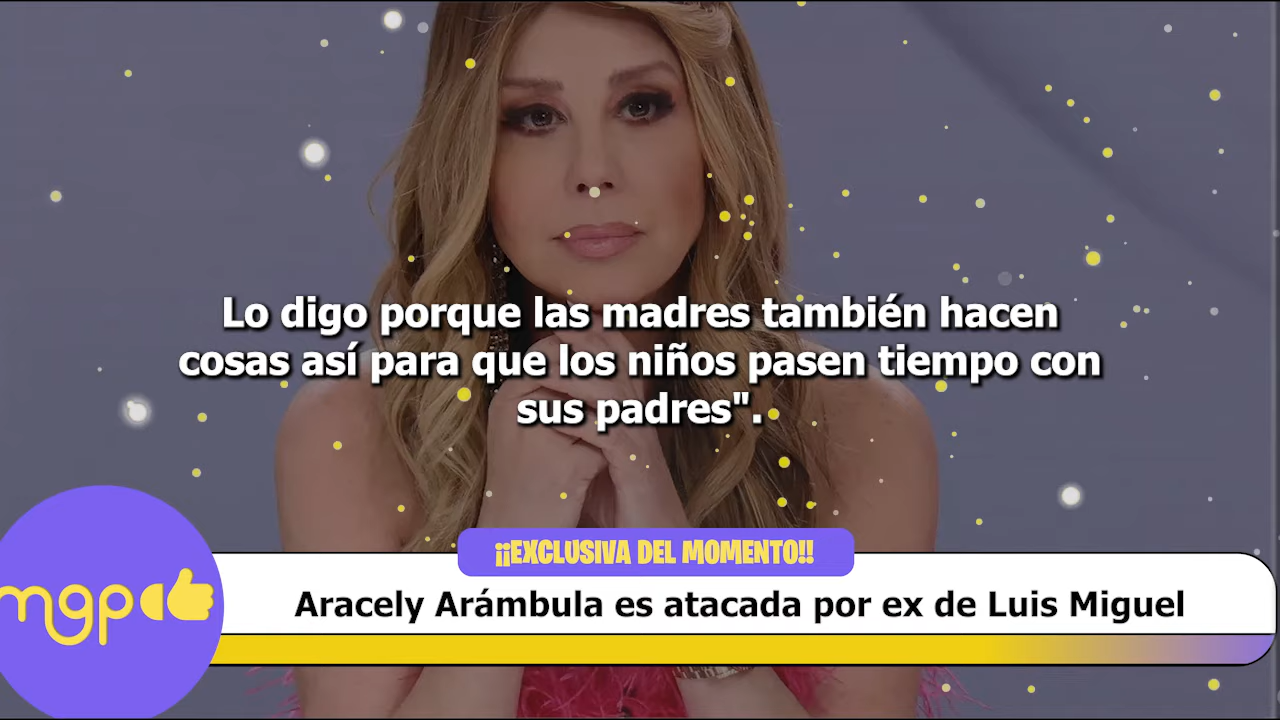 Lo digo porque las madres también hacen
cosas así para que los niños pasen tiempo con
sus padres".
¡¡EXCLUSIVA DEL MOMENTO!!
mgp
Aracely Arámbula es atacada por ex de Luis Miguel